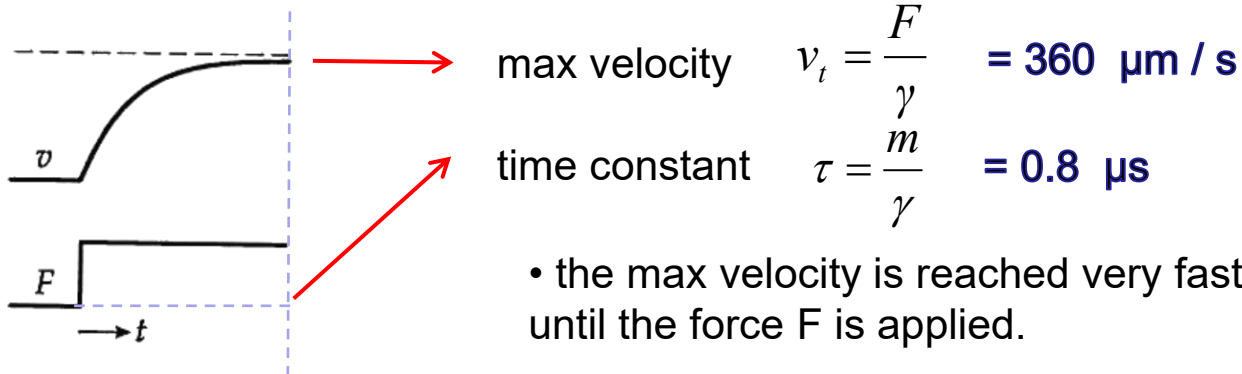 v
F
t
max velocity v_t = F/γ = 360 μm / s
time constant τ = m/γ = 0.8 μs
• the max velocity is reached very fast
until the force F is applied.